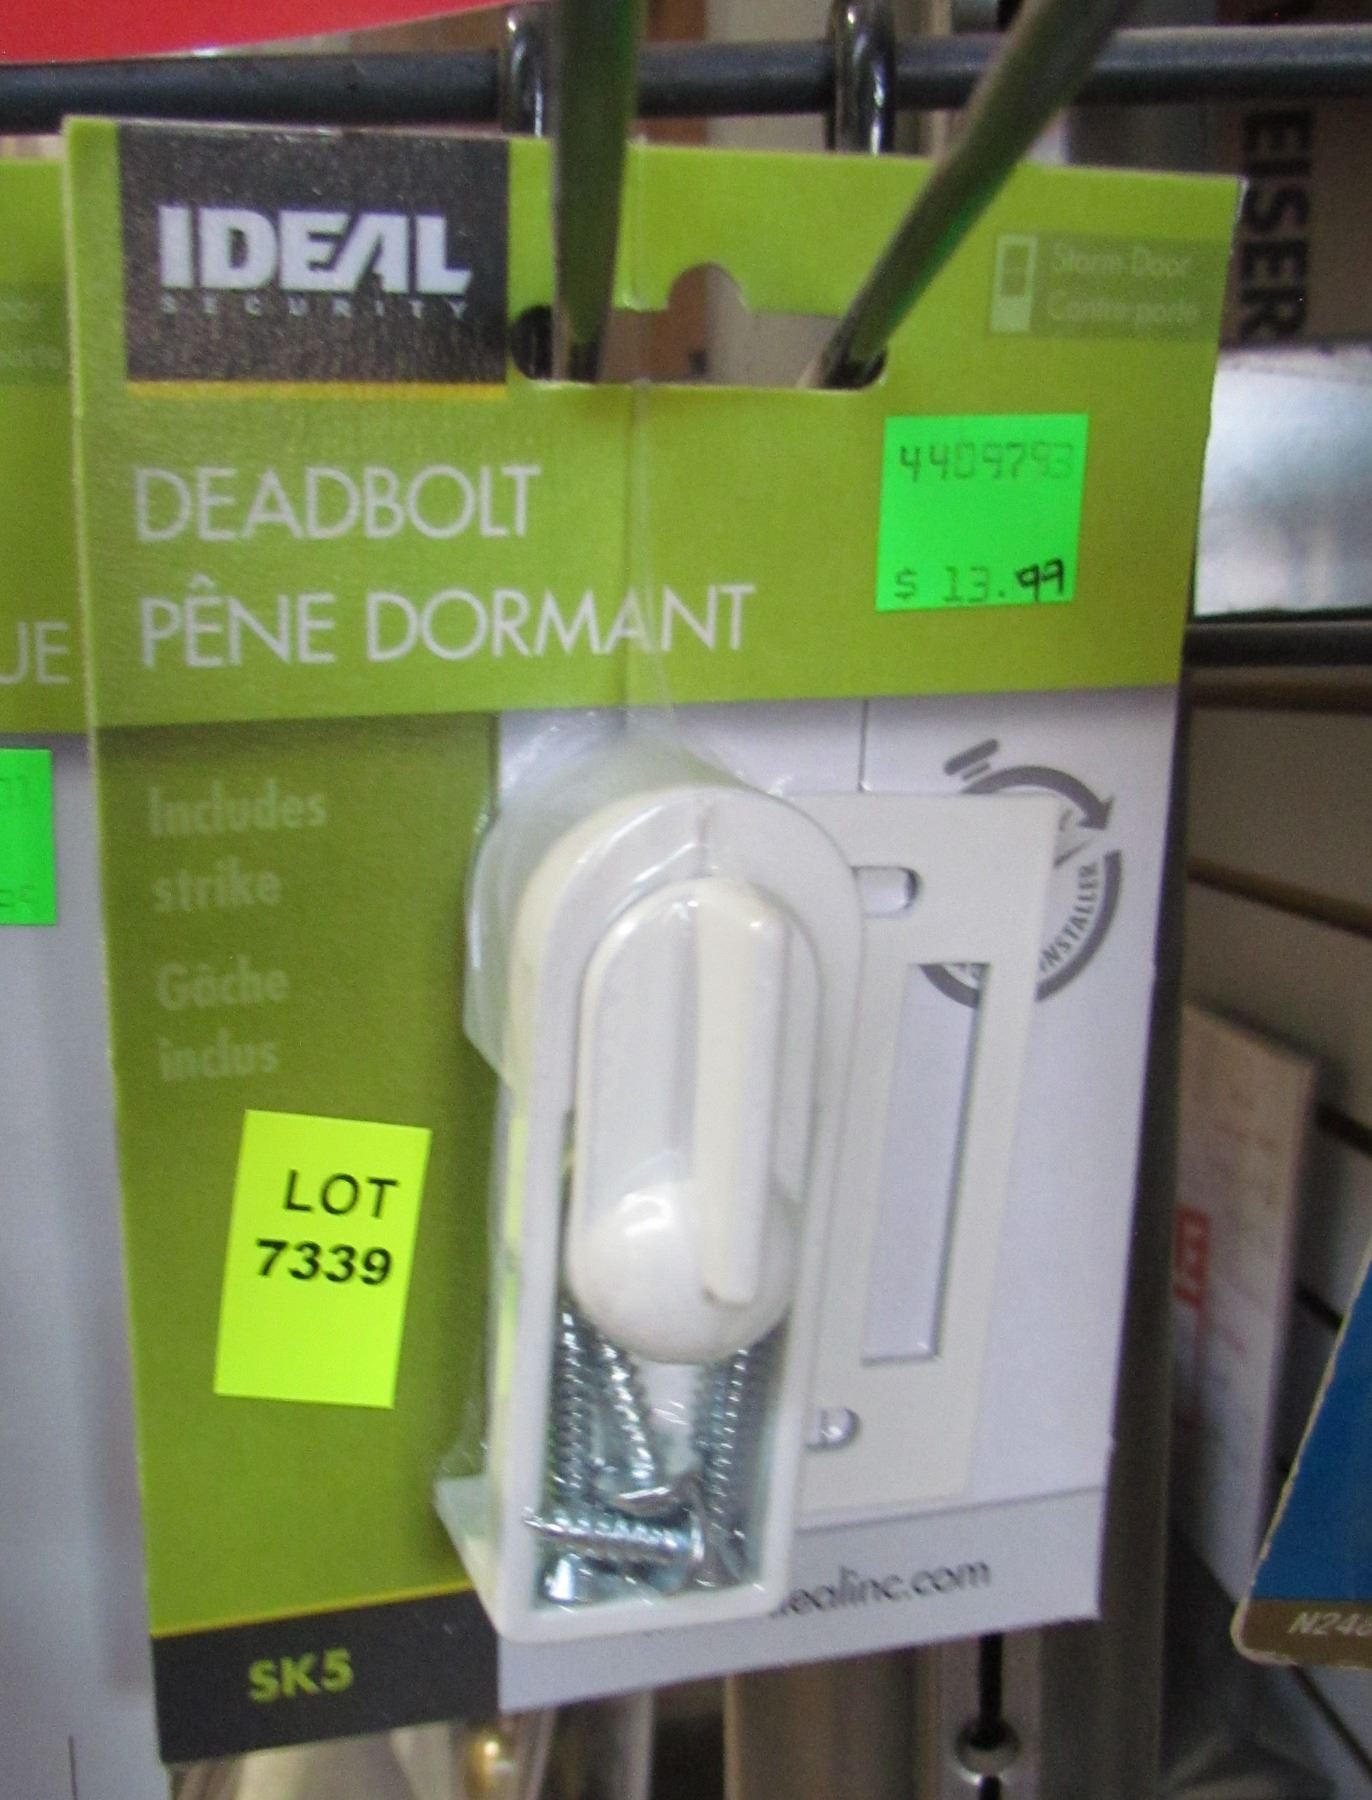 IDEAL
SECURITY
Storm Door
Contre-porte
4409793
$ 13.99
DEADBOLT
PÊNE DORMANT
Includes
strike
Gâche
inclus
INSTALLER
LOT
7339
SK5
EISER
UE